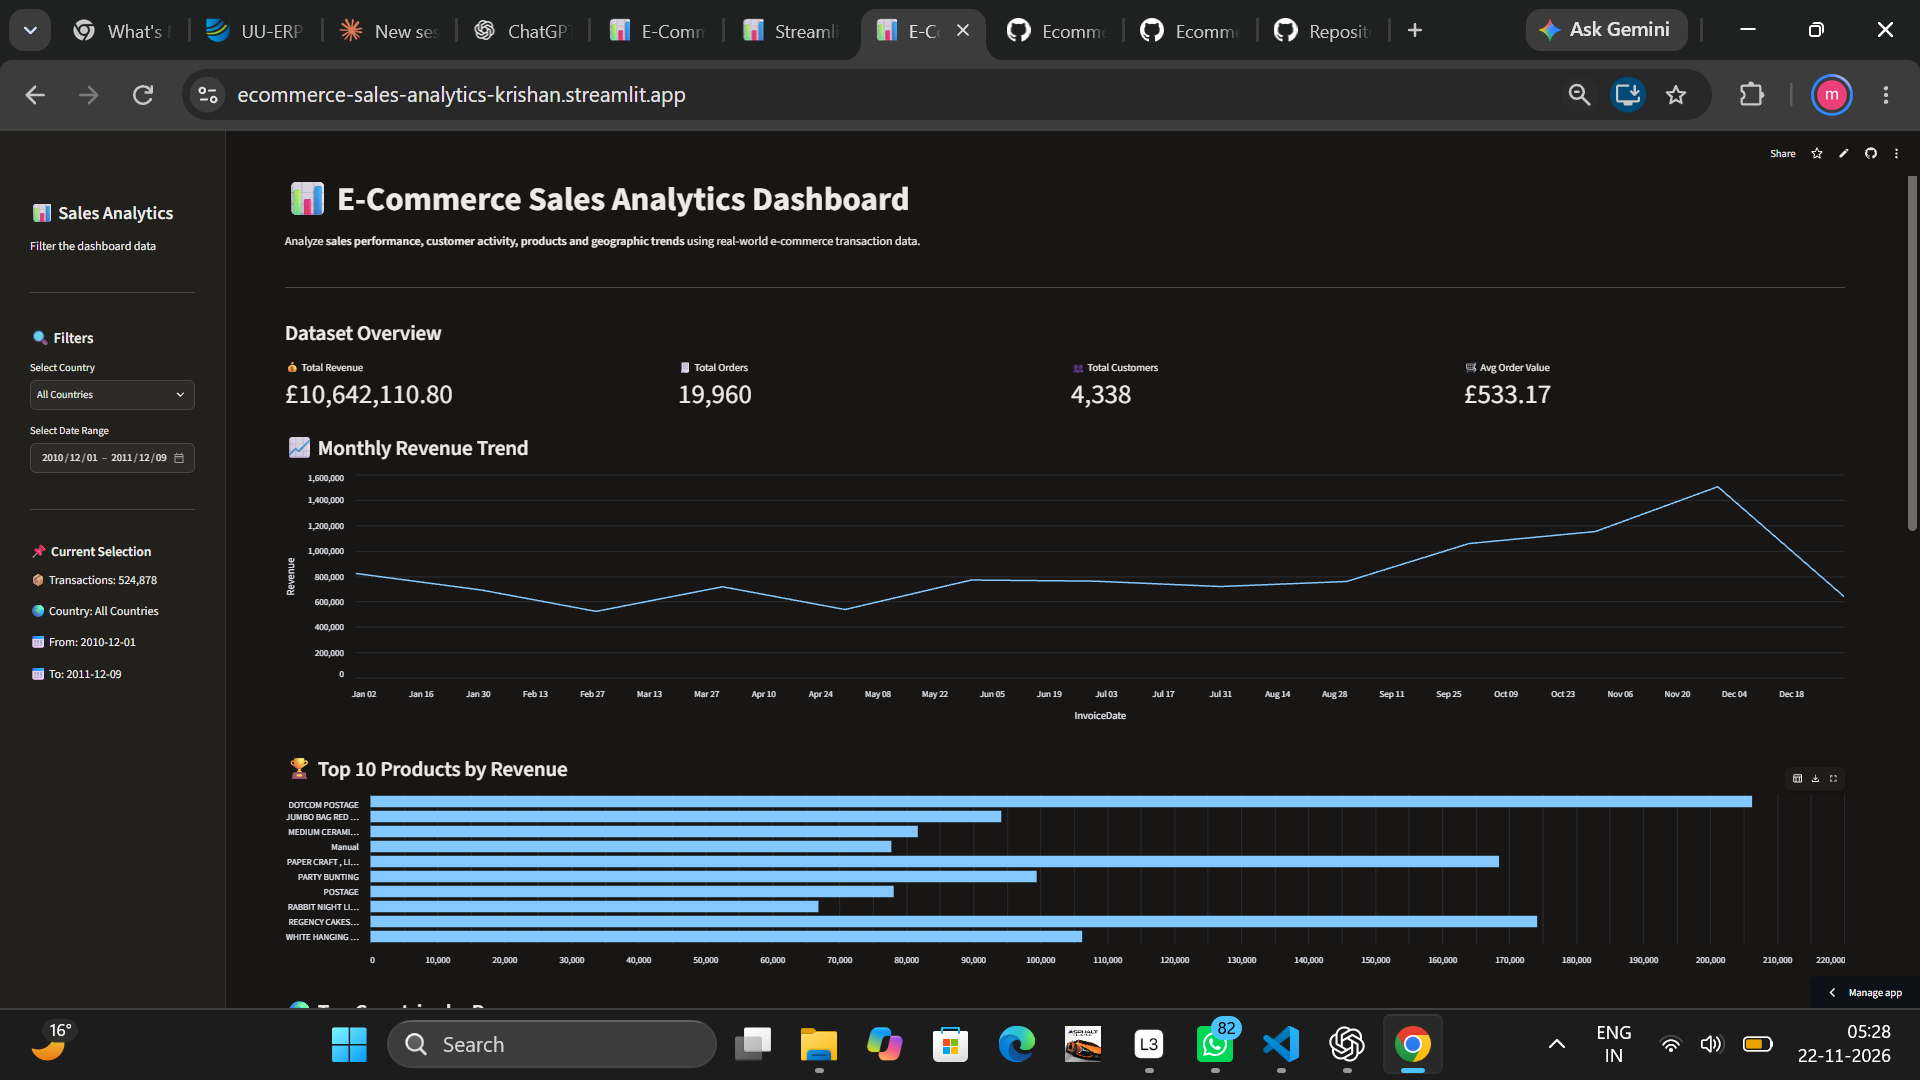 What's
UU-ERP
New ses
ChatGP
E-Comm
Streamli
E-C
Ecomme
Ecomme
Reposit
Ask Gemini
ecommerce-sales-analytics-krishan.streamlit.app
m
Share
Sales Analytics
Filter the dashboard data
Filters
Select Country
All Countries
Select Date Range
2010/12/01 – 2011/12/09
Current Selection
Transactions: 524,878
Country: All Countries
From: 2010-12-01
To: 2011-12-09
E-Commerce Sales Analytics Dashboard
Analyze sales performance, customer activity, products and geographic trends using real-world e-commerce transaction data.
Dataset Overview
Total Revenue
£10,642,110.80
Total Orders
19,960
Total Customers
4,338
Avg Order Value
£533.17
Monthly Revenue Trend
1,600,000
1,400,000
1,200,000
1,000,000
800,000
600,000
400,000
200,000
0
Revenue
Jan 02 Jan 16 Jan 30 Feb 13 Feb 27 Mar 13 Mar 27 Apr 10 Apr 24 May 08 May 22 Jun 05 Jun 19 Jul 03 Jul 17 Jul 31 Aug 14 Aug 28 Sep 11 Sep 25 Oct 09 Oct 23 Nov 06 Nov 20 Dec 04 Dec 18
InvoiceDate
Top 10 Products by Revenue
DOTCOM POSTAGE
JUMBO BAG RED …
MEDIUM CERAMI…
Manual
PAPER CRAFT , LI…
PARTY BUNTING
POSTAGE
RABBIT NIGHT LI…
REGENCY CAKES…
WHITE HANGING …
0 10,000 20,000 30,000 40,000 50,000 60,000 70,000 80,000 90,000 100,000 110,000 120,000 130,000 140,000 150,000 160,000 170,000 180,000 190,000 200,000 210,000 220,000
Manage app
16°
Search
ASPHALT
L3
82
ENG
IN
05:28
22-11-2026